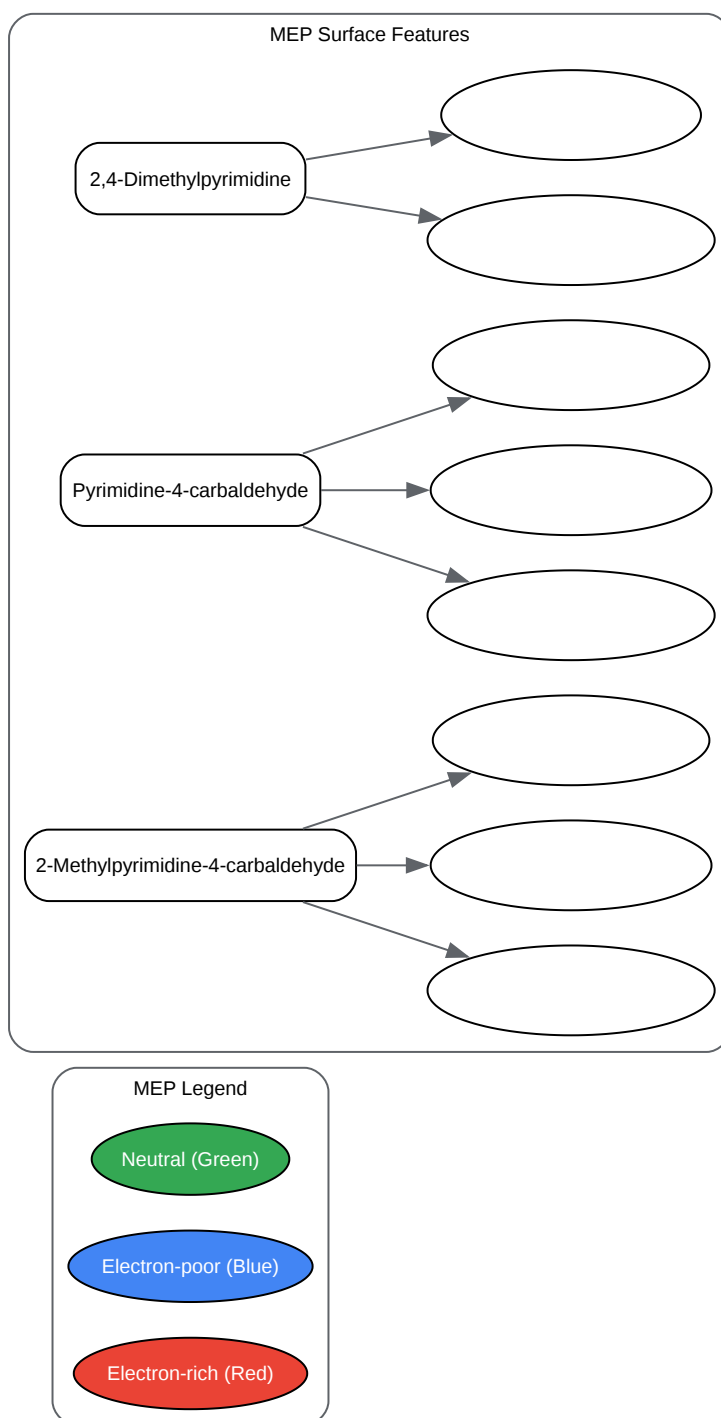 MEP Surface Features
2,4-Dimethylpyrimidine
Pyrimidine-4-carbaldehyde
2-Methylpyrimidine-4-carbaldehyde
MEP Legend
Neutral (Green)
Electron-poor (Blue)
Electron-rich (Red)